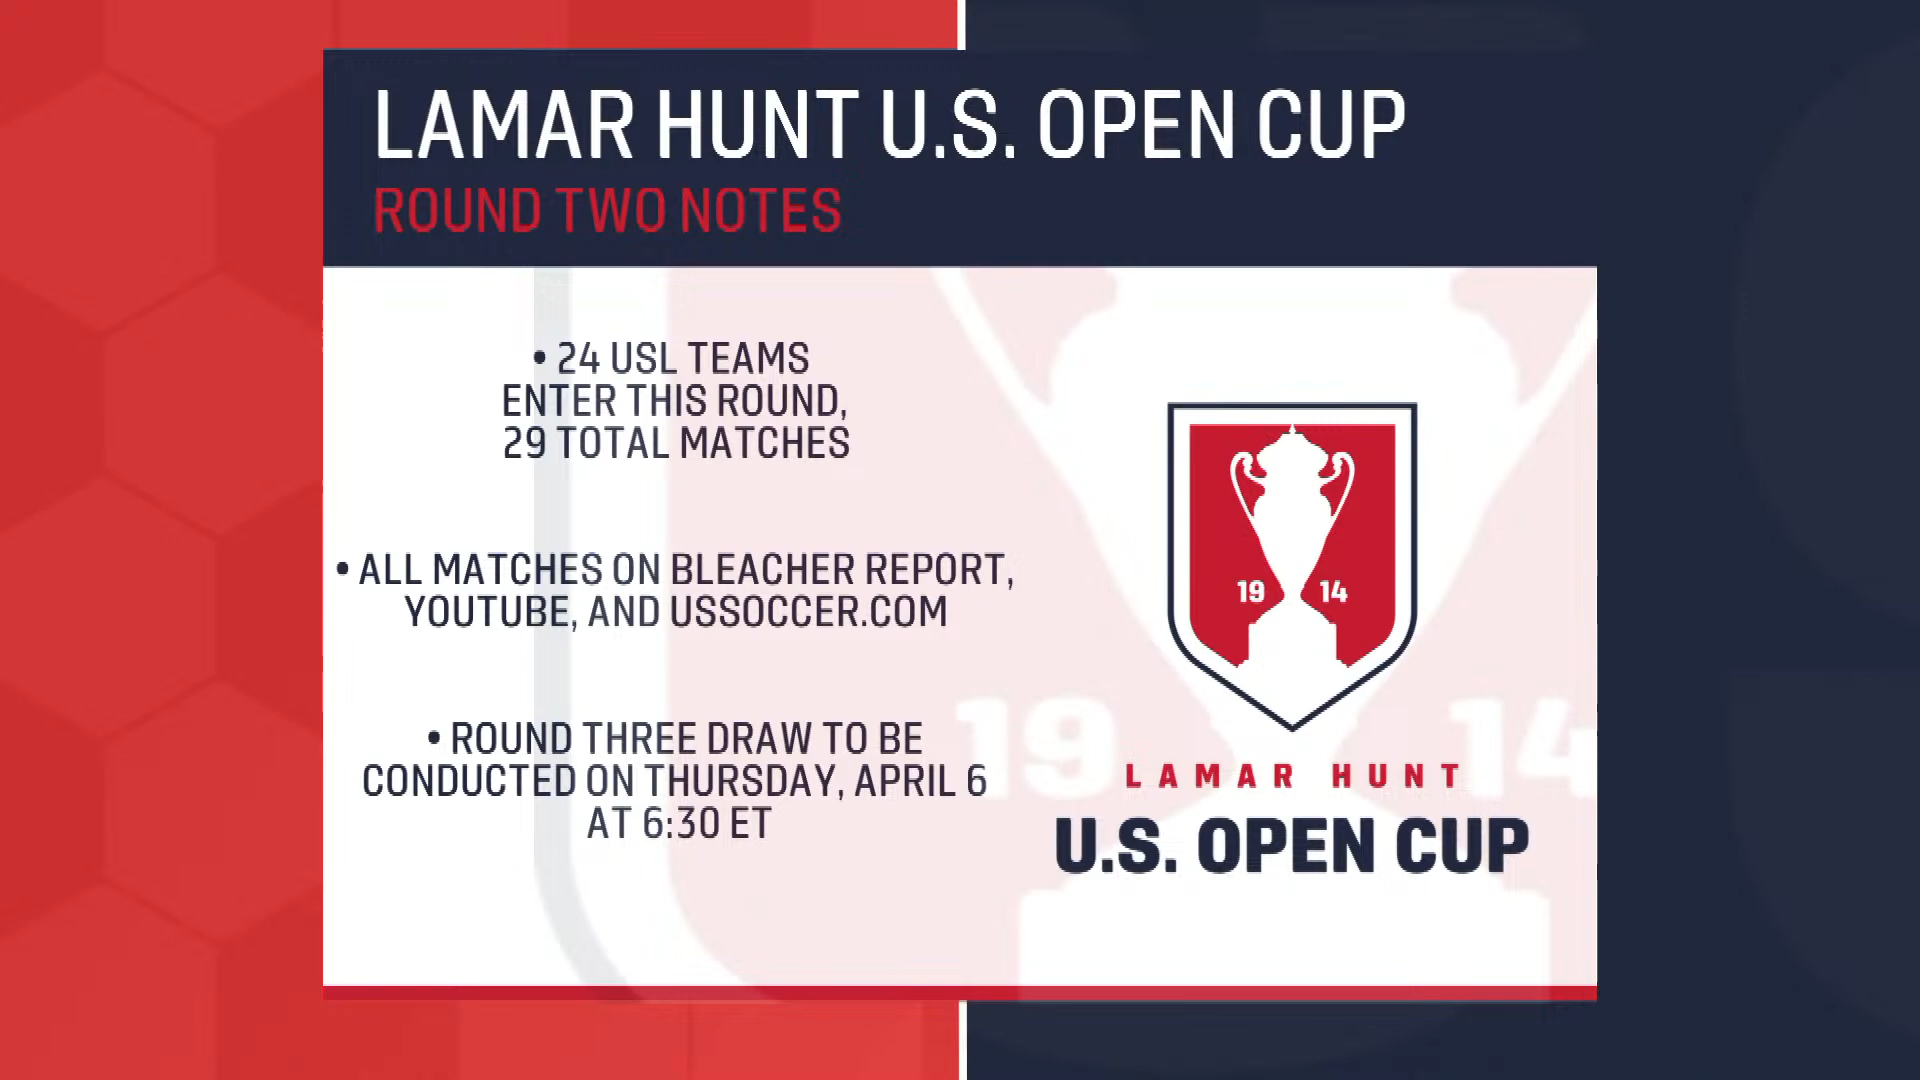 LAMAR HUNT U.S. OPEN CUP
ROUND TWO NOTES
• 24 USL TEAMS
ENTER THIS ROUND,
29 TOTAL MATCHES
• ALL MATCHES ON BLEACHER REPORT,
YOUTUBE, AND USSOCCER.COM
• ROUND THREE DRAW TO BE
CONDUCTED ON THURSDAY, APRIL 6
AT 6:30 ET
19 14
19 14
LAMAR HUNT
U.S. OPEN CUP